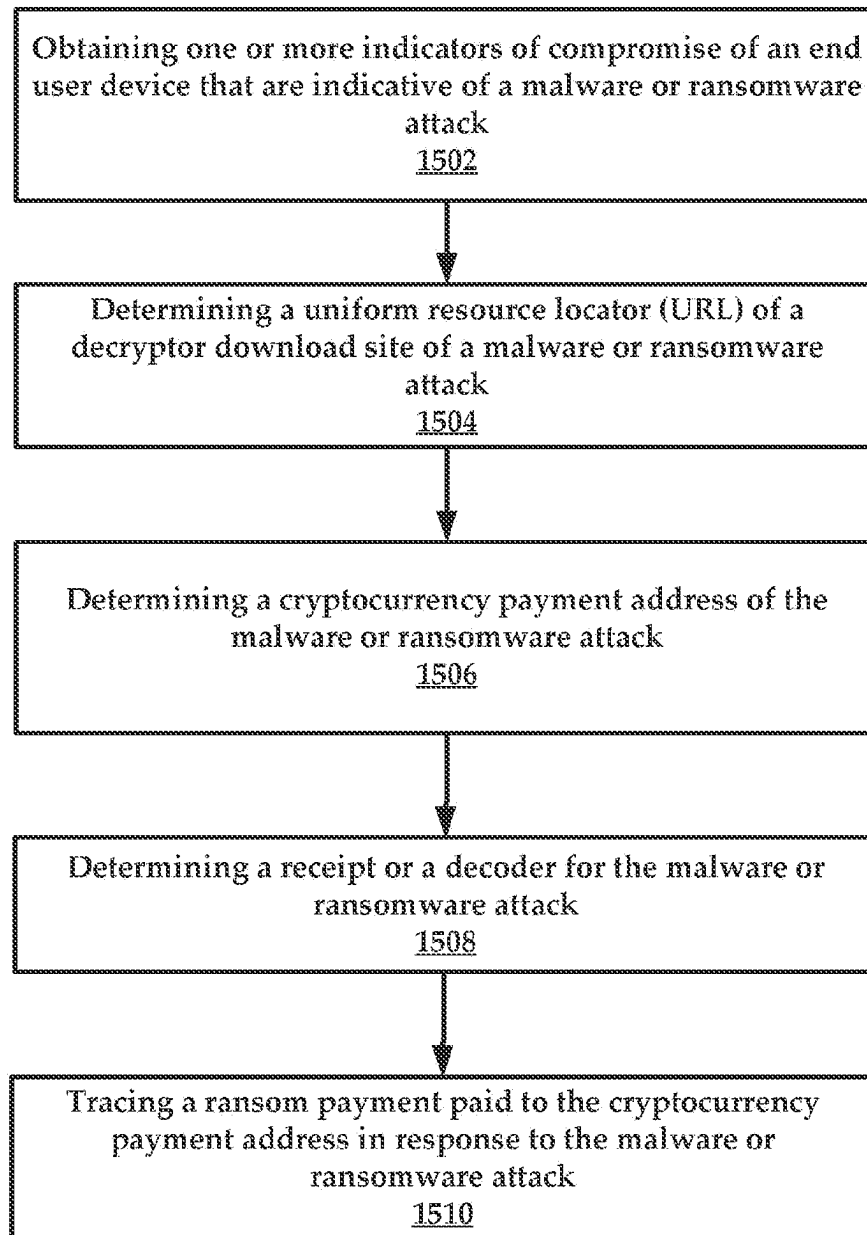 Obtaining one or more indicators of compromise of an end
user device that are indicative of a malware or ransomware
attack
1502
Determining a uniform resource locator (URL) of a
decryptor download site of a malware or ransomware
attack
1504
Determining a cryptocurrency payment address of the
malware or ransomware attack
1506
Determining a receipt or a decoder for the malware or
ransomware attack
1508
Tracing a ransom payment paid to the cryptocurrency
payment address in response to the malware or
ransomware attack
1510